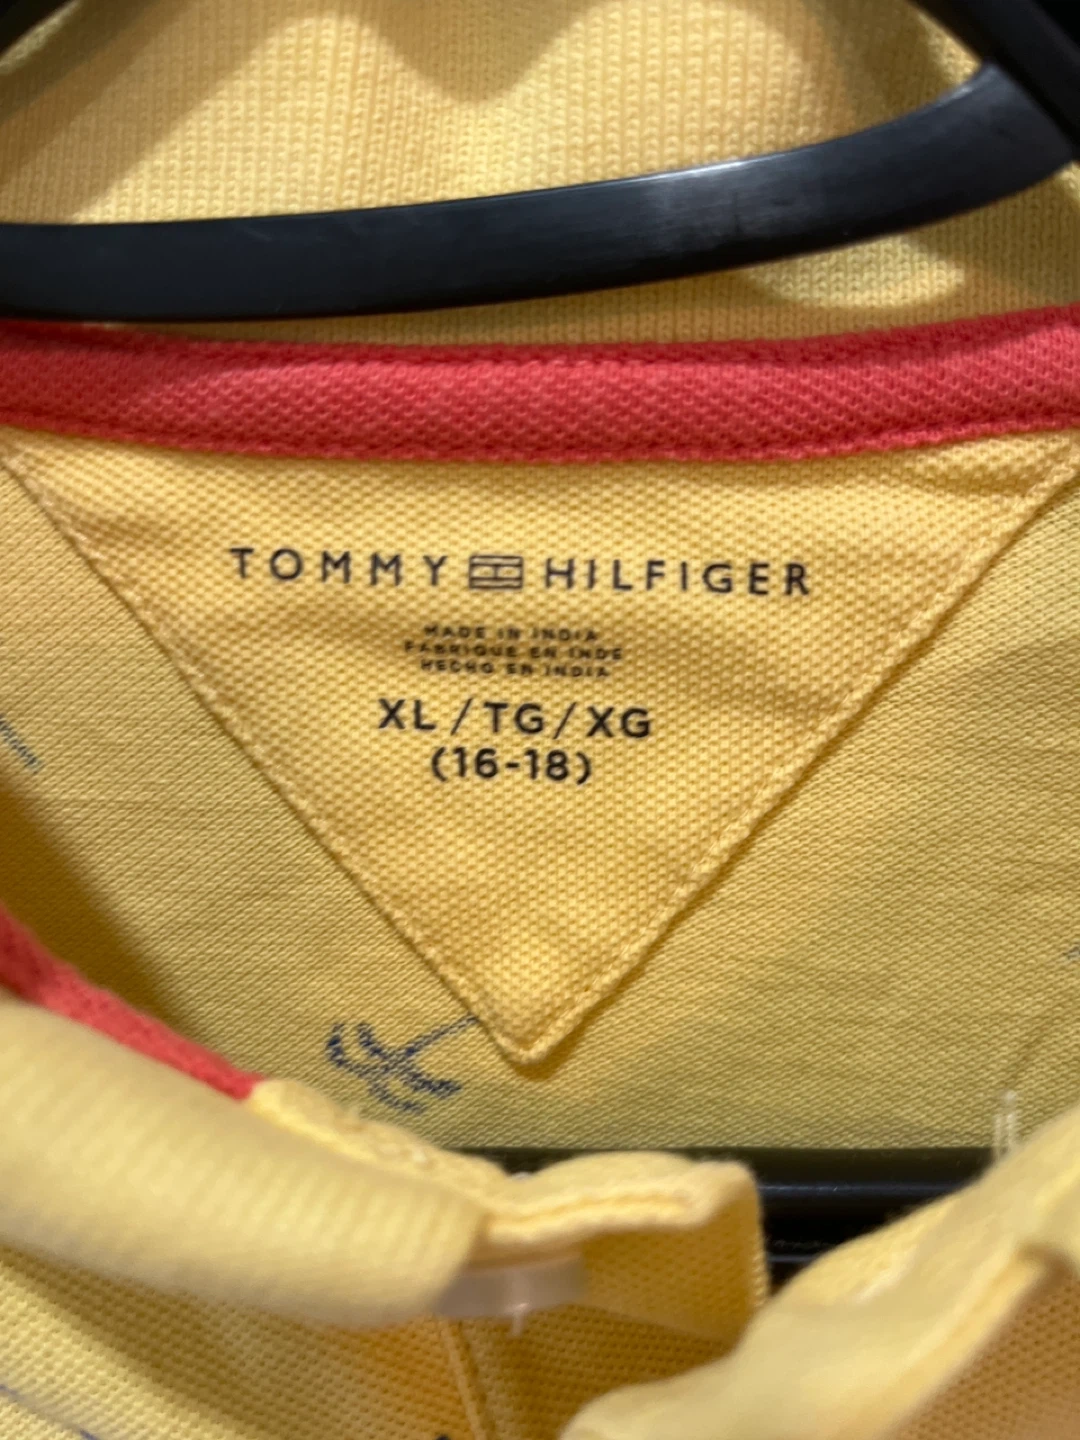 TOMMY HILFIGER
MADE IN INDIA
FABRIQUE EN INDE
HECHO EN INDIA
XL / TG / XG
(16-18)